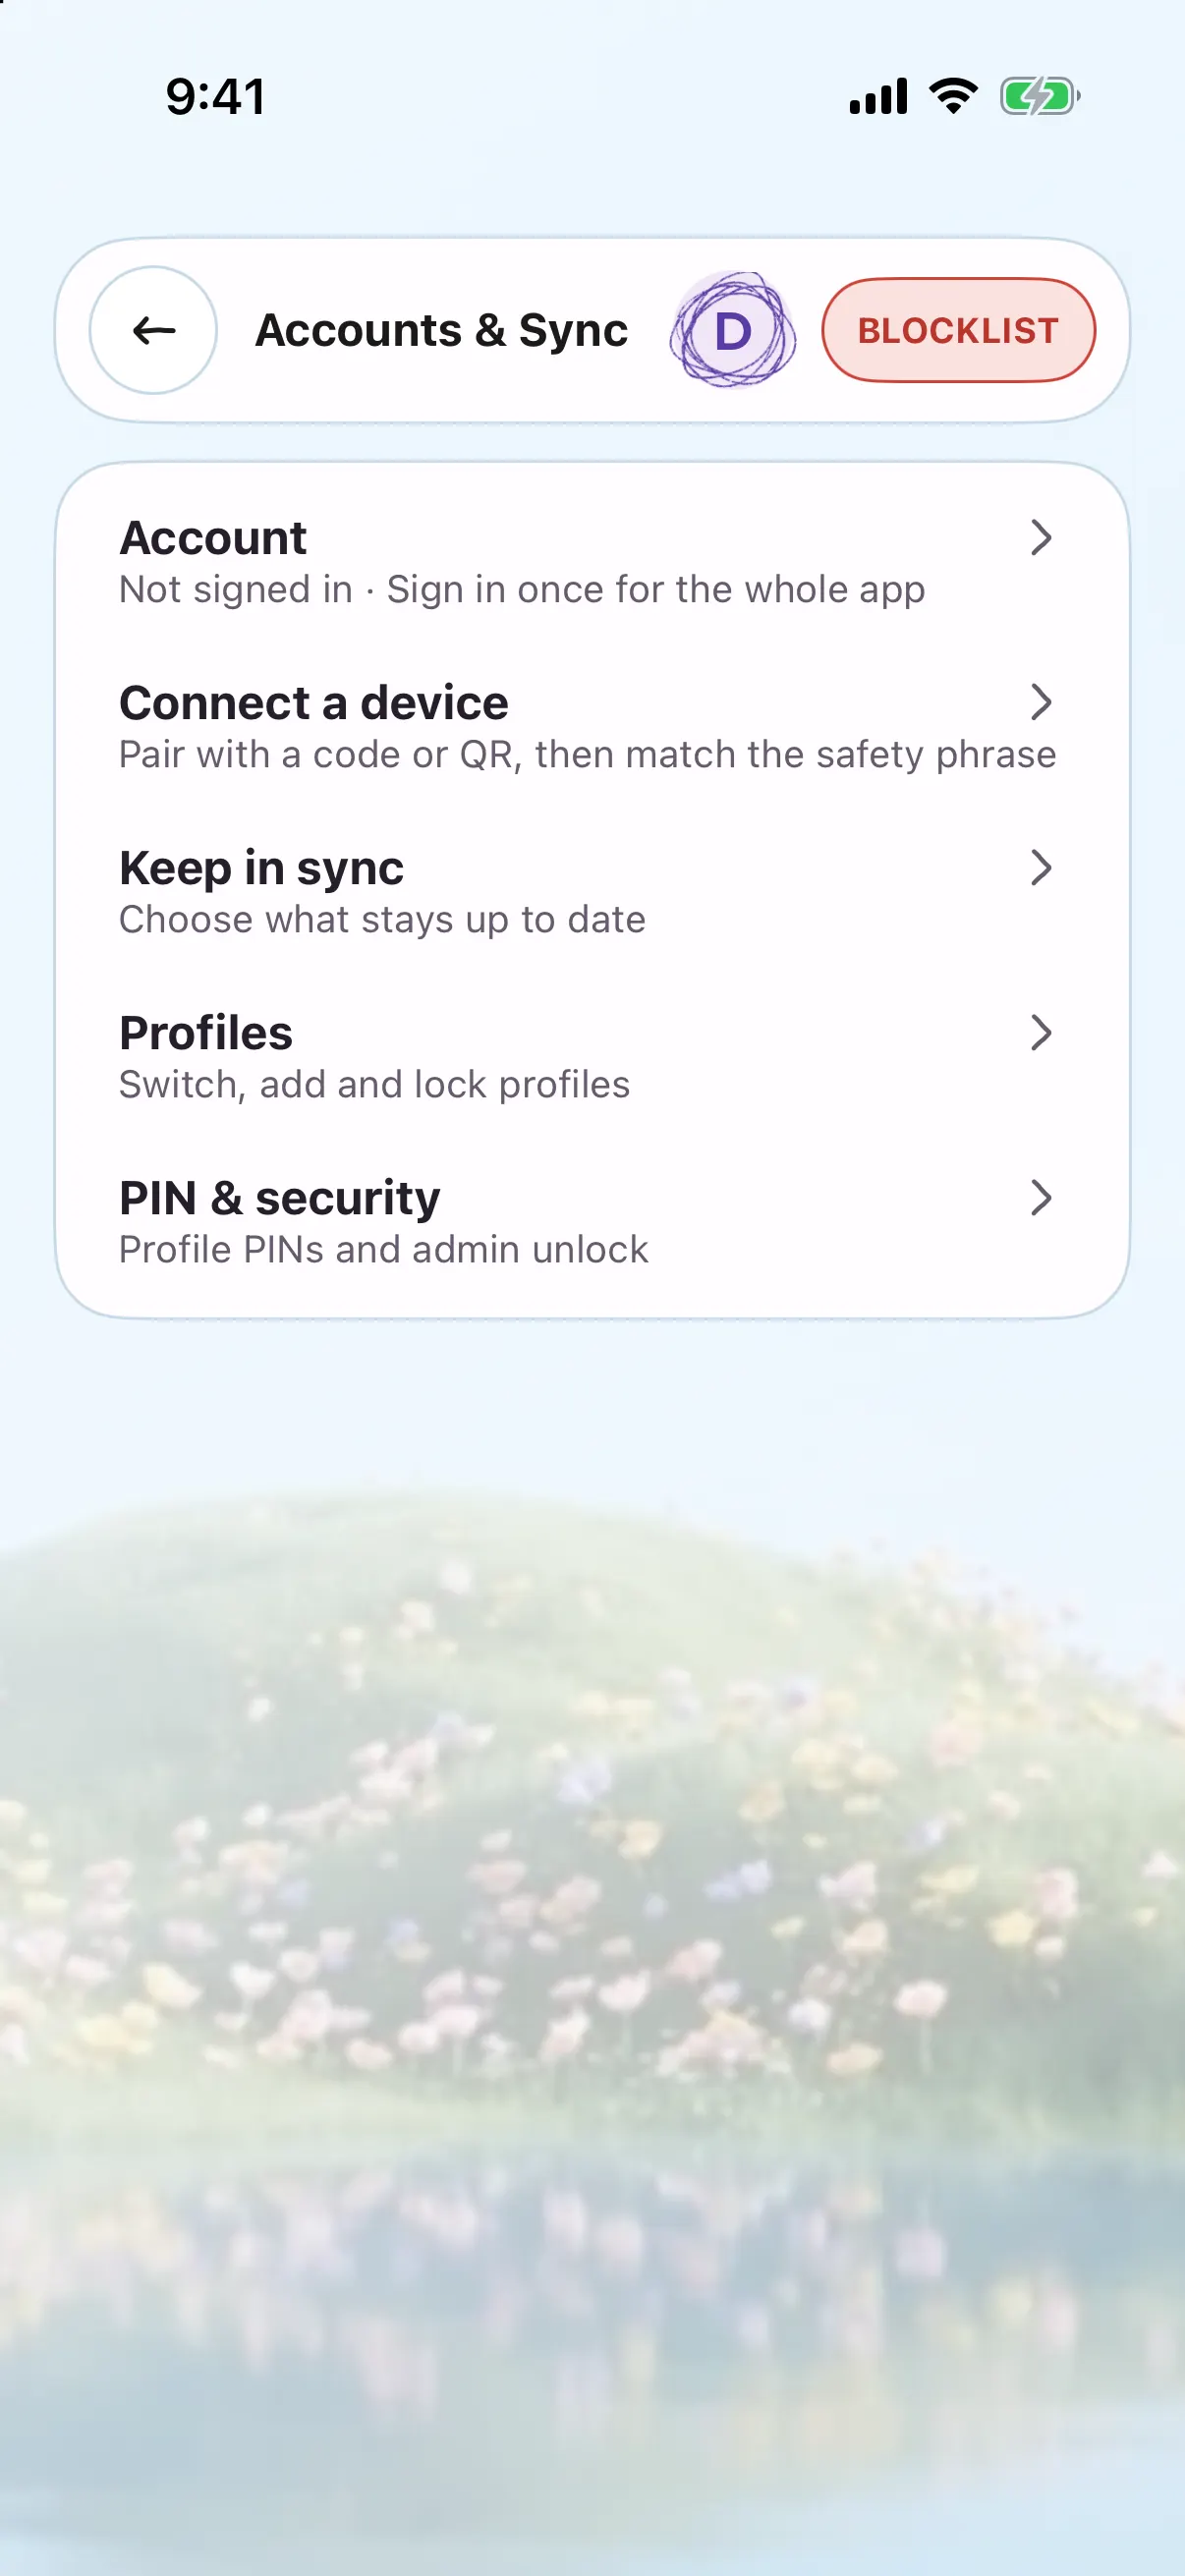 9:41
Accounts & Sync
D
BLOCKLIST
Account
Not signed in · Sign in once for the whole app
Connect a device
Pair with a code or QR, then match the safety phrase
Keep in sync
Choose what stays up to date
Profiles
Switch, add and lock profiles
PIN & security
Profile PINs and admin unlock